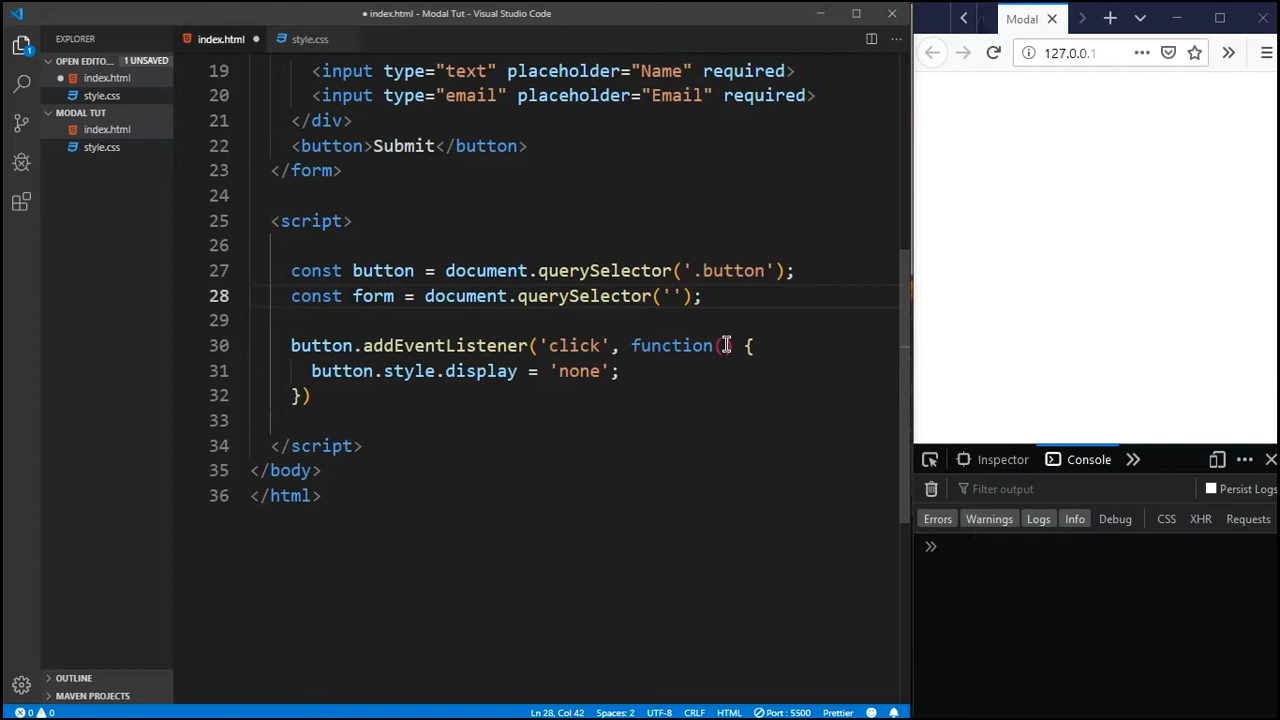 ● index.html - Modal Tut - Visual Studio Code
EXPLORER
OPEN EDITO... 1 UNSAVED
● index.html
style.css
MODAL TUT
index.html
style.css
OUTLINE
MAVEN PROJECTS
1
index.html ●
style.css
19 <input type="text" placeholder="Name" required>
20 <input type="email" placeholder="Email" required>
21 </div>
22 <button>Submit</button>
23 </form>
24
25 <script>
26
27 const button = document.querySelector('.button');
28 const form = document.querySelector('');
29
30 button.addEventListener('click', function() {
31 button.style.display = 'none';
32 })
33
34 </script>
35 </body>
36 </html>
0 0
Ln 28, Col 42
Spaces: 2
UTF-8
CRLF
HTML
Port : 5500
Prettier
Modal
127.0.0.1
Inspector
Console
Filter output
Persist Logs
Errors
Warnings
Logs
Info
Debug
CSS
XHR
Requests